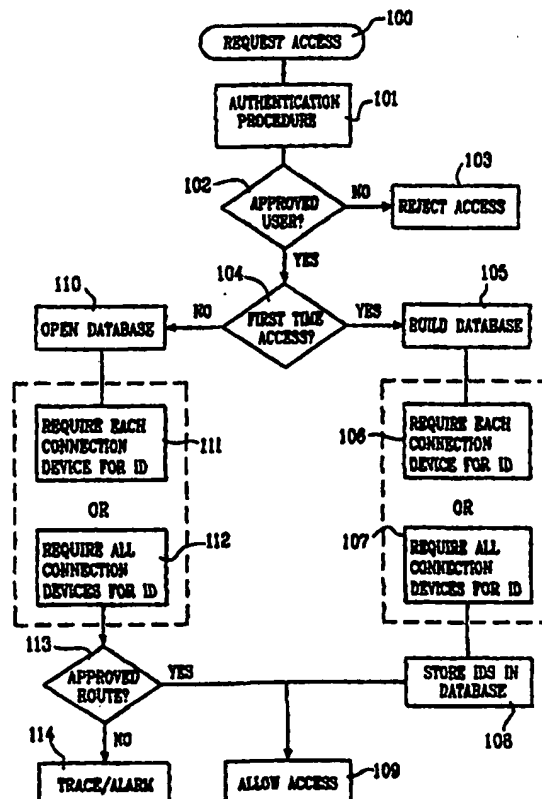 100
REQUEST ACCESS
101
AUTHENTICATION
PROCEDURE
102
APPROVED
USER?
NO
103
REJECT ACCESS
YES
104
FIRST TIME
ACCESS?
NO
YES
110
OPEN DATABASE
105
BUILD DATABASE
REQUIRE EACH
CONNECTION
DEVICE FOR ID
111
OR
REQUIRE ALL
CONNECTION
DEVICES FOR ID
112
106
REQUIRE EACH
CONNECTION
DEVICE FOR ID
OR
107
REQUIRE ALL
CONNECTION
DEVICES FOR ID
113
APPROVED
ROUTE?
YES
NO
STORE IDS IN
DATABASE
108
114
TRACE/ALARM
ALLOW ACCESS
109